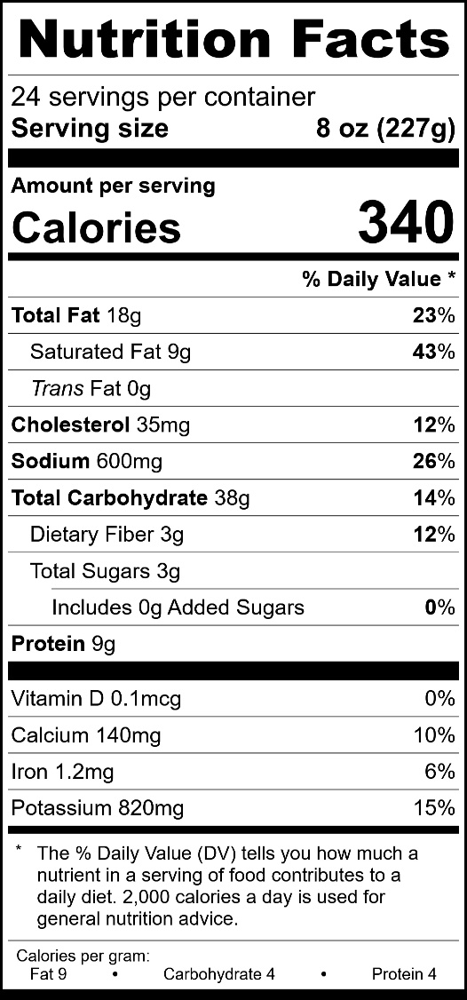 Nutrition Facts
24 servings per container
Serving size 8 oz (227g)
Amount per serving
Calories 340
% Daily Value *
Total Fat 18g 23%
Saturated Fat 9g 43%
Trans Fat 0g
Cholesterol 35mg 12%
Sodium 600mg 26%
Total Carbohydrate 38g 14%
Dietary Fiber 3g 12%
Total Sugars 3g
Includes 0g Added Sugars 0%
Protein 9g
Vitamin D 0.1mcg 0%
Calcium 140mg 10%
Iron 1.2mg 6%
Potassium 820mg 15%
* The % Daily Value (DV) tells you how much a
nutrient in a serving of food contributes to a
daily diet. 2,000 calories a day is used for
general nutrition advice.
Calories per gram:
Fat 9 • Carbohydrate 4 • Protein 4